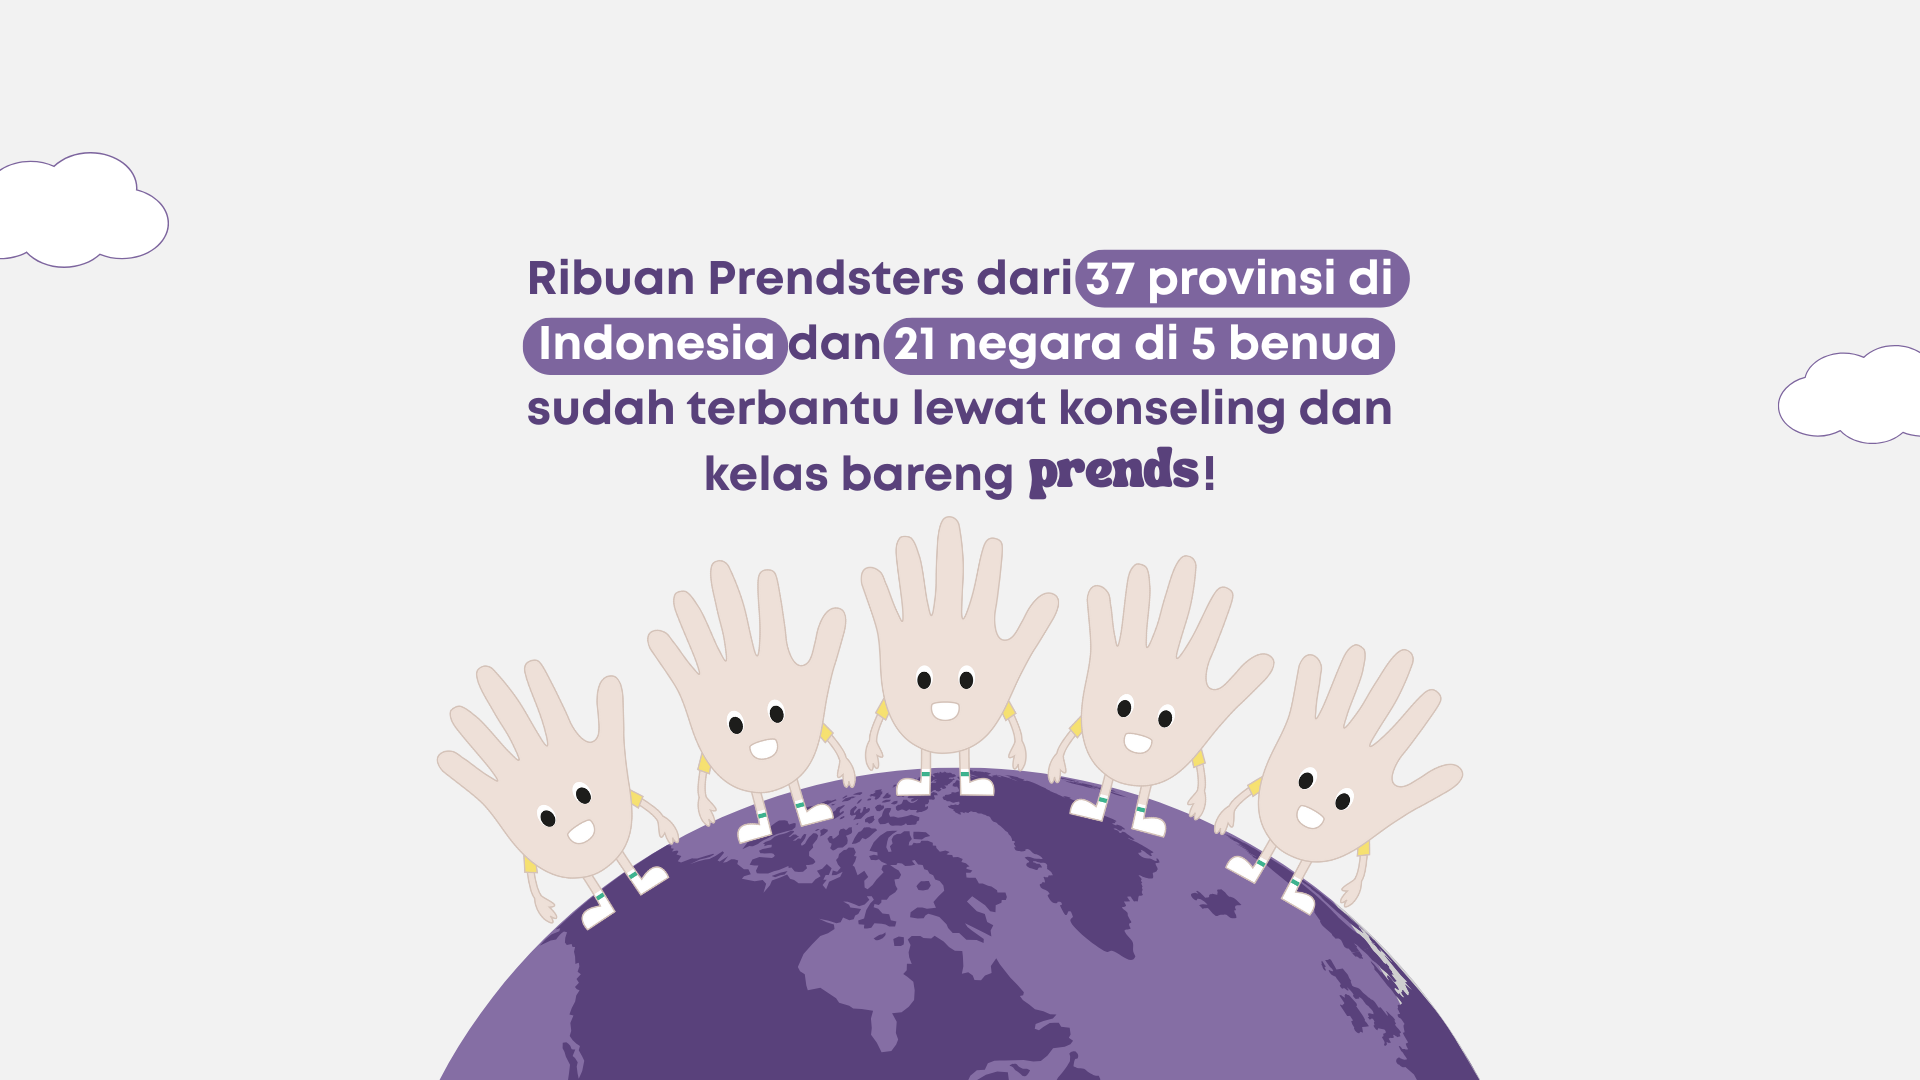 Ribuan Prendsters dari 37 provinsi di
Indonesia dan 21 negara di 5 benua
sudah terbantu lewat konseling dan
kelas bareng prends!